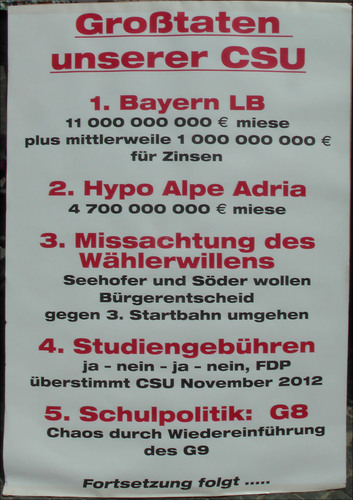 Großtaten
unserer CSU
1. Bayern LB
11 000 000 000 € miese
plus mittlerweile 1 000 000 000 €
für Zinsen
2. Hypo Alpe Adria
4 700 000 000 € miese
3. Missachtung des
Wählerwillens
Seehofer und Söder wollen
Bürgerentscheid
gegen 3. Startbahn umgehen
4. Studiengebühren
ja - nein - ja - nein, FDP
überstimmt CSU November 2012
5. Schulpolitik: G8
Chaos durch Wiedereinführung
des G9
Fortsetzung folgt .....